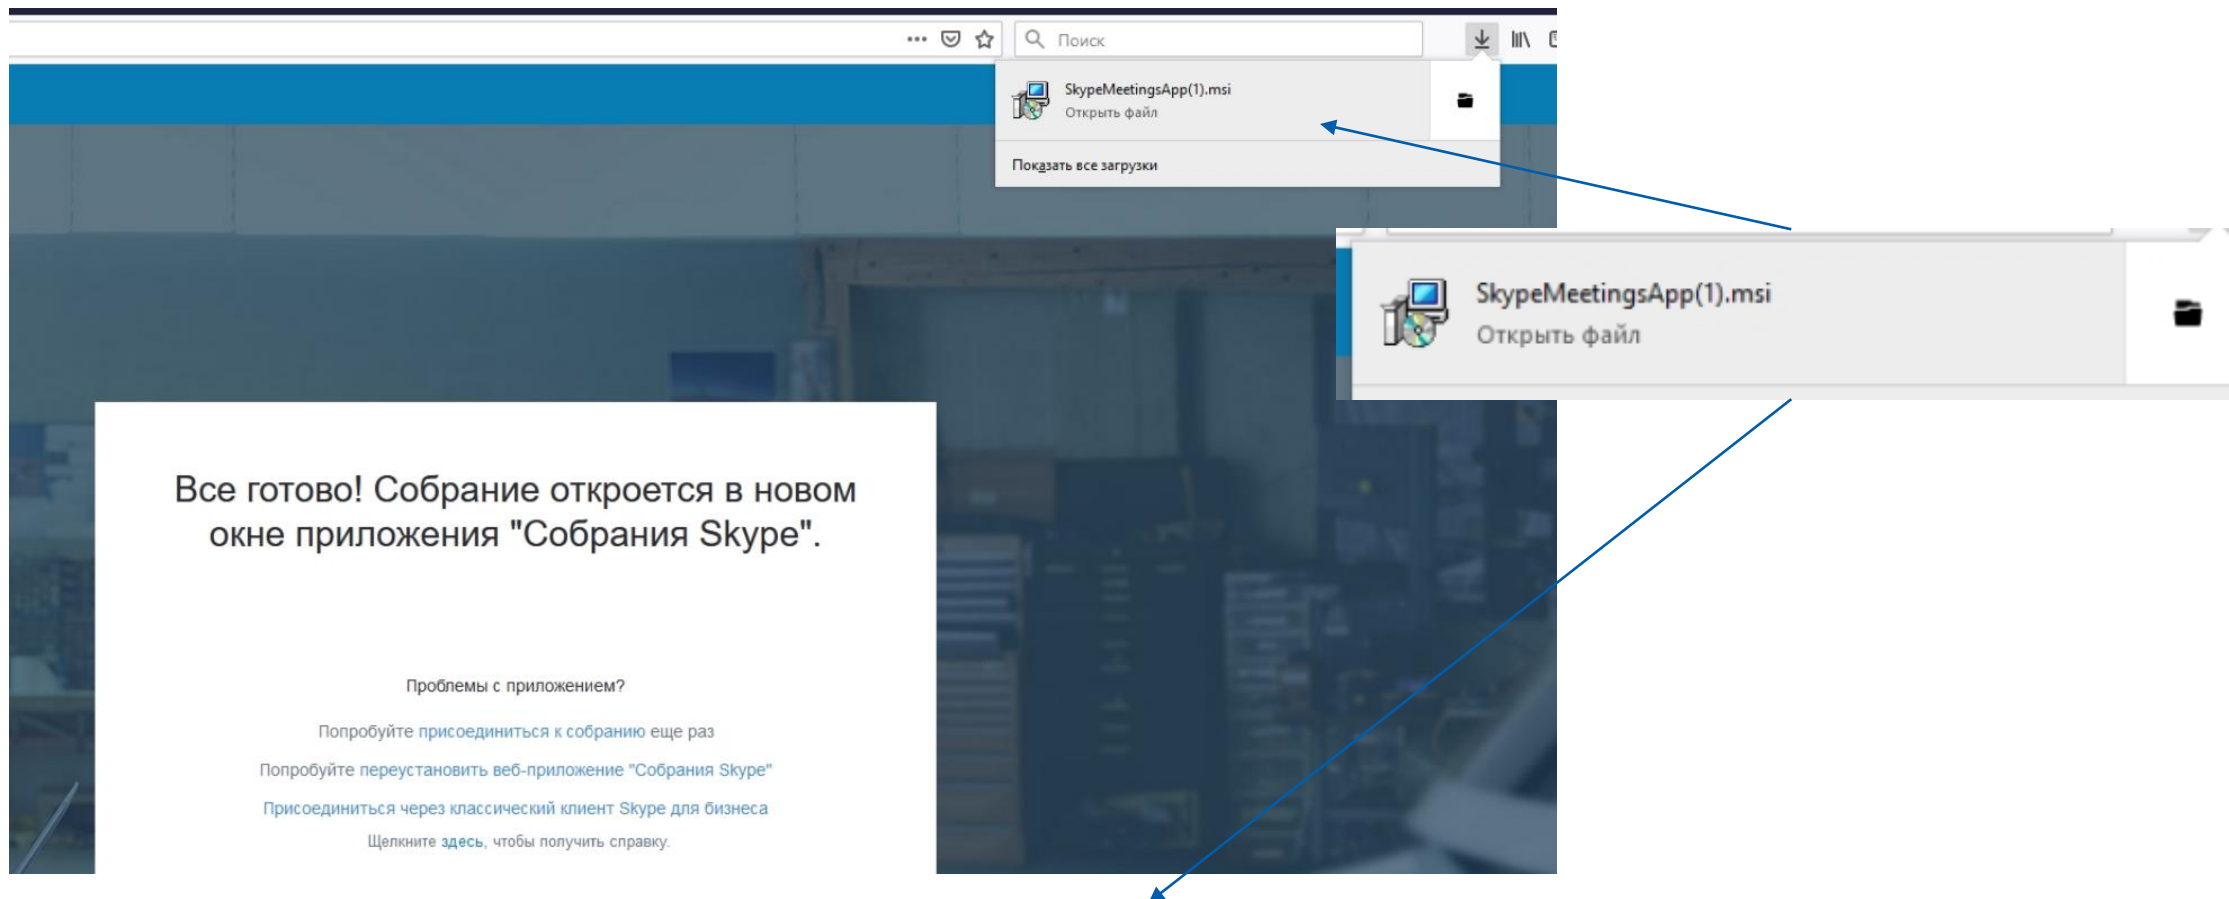 Поиск
SkypeMeetingsApp(1).msi
Открыть файл
Показать все загрузки
SkypeMeetingsApp(1).msi
Открыть файл
Все готово! Собрание откроется в новом
окне приложения "Собрания Skype".
Проблемы с приложением?
Попробуйте присоединиться к собранию еще раз
Попробуйте переустановить веб-приложение "Собрания Skype"
Присоединиться через классический клиент Skype для бизнеса
Щелкните здесь, чтобы получить справку.